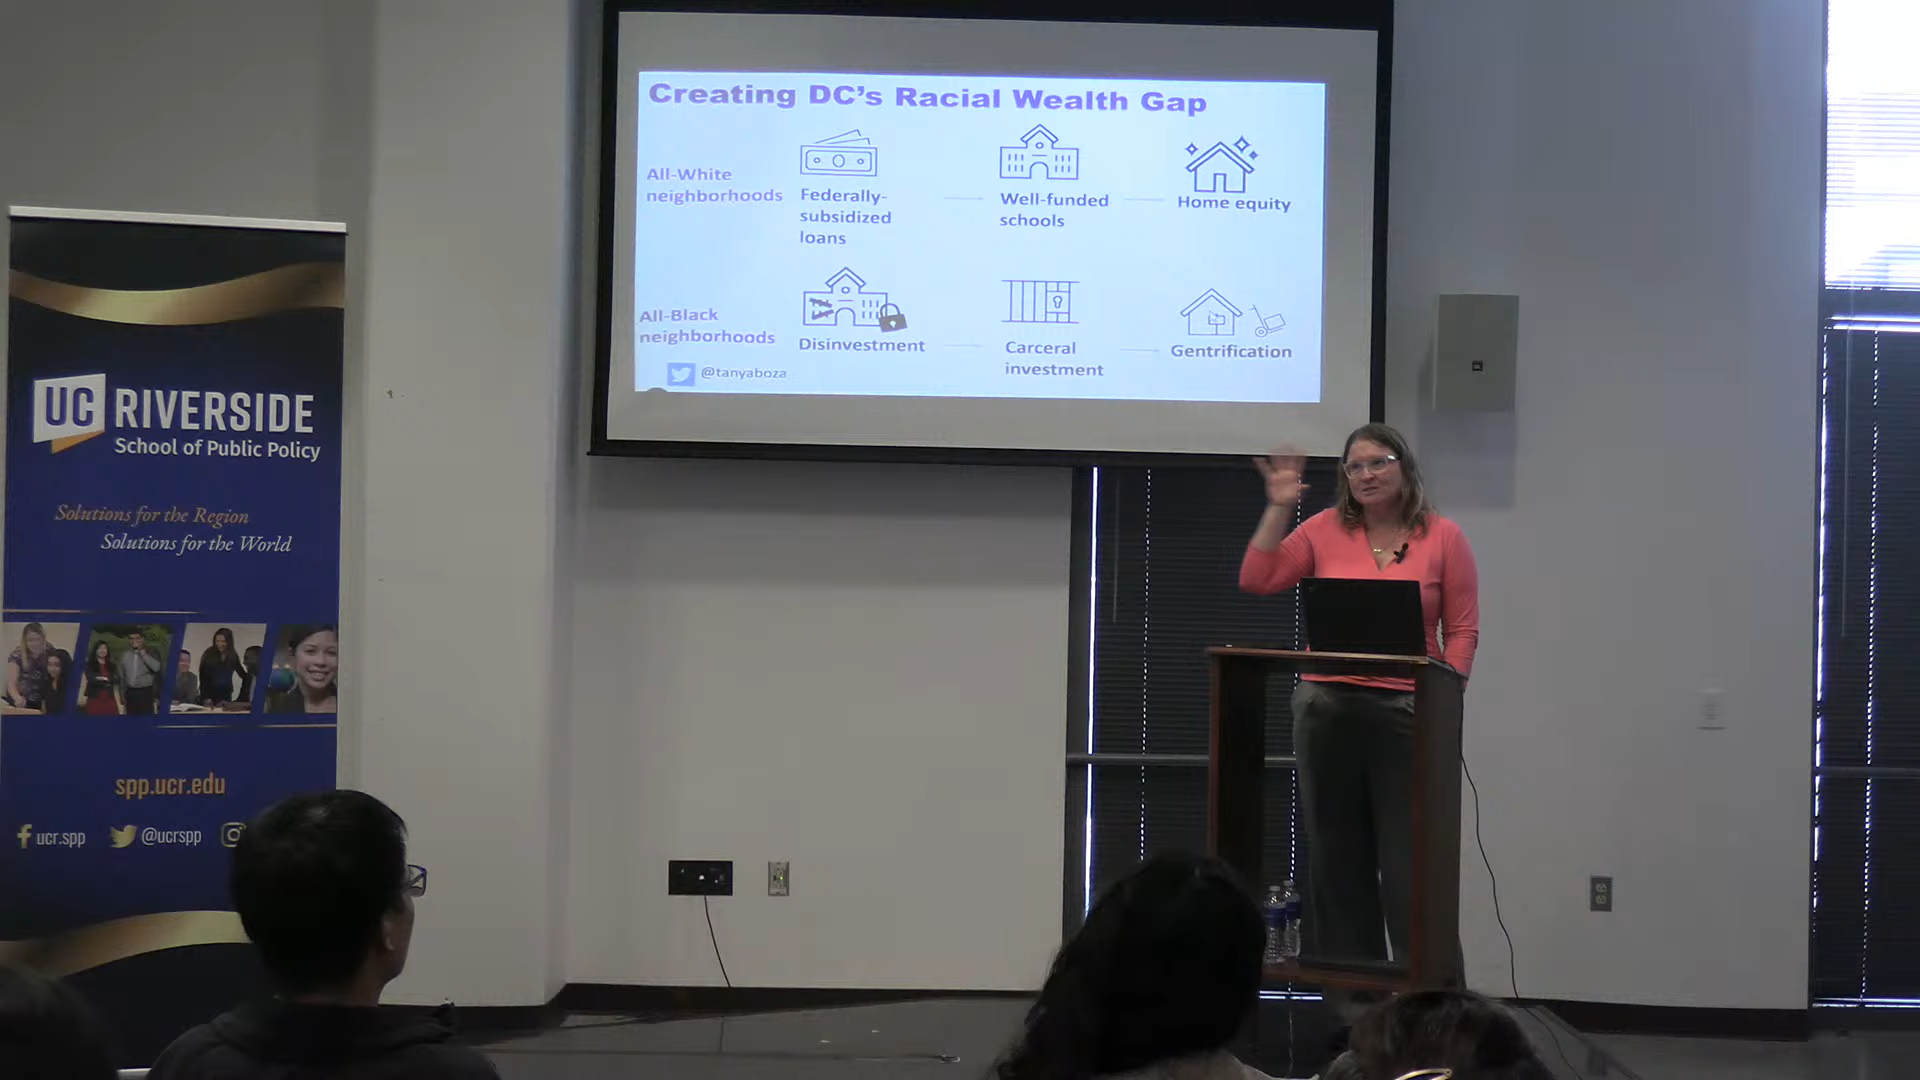 Creating DC's Racial Wealth Gap
All-White
neighborhoods
Federally-
subsidized
loans
Well-funded
schools
Home equity
All-Black
neighborhoods
Disinvestment
Carceral
investment
Gentrification
@tanyaboza
UC RIVERSIDE
School of Public Policy
Solutions for the Region
Solutions for the World
spp.ucr.edu
ucr.spp
@ucrspp